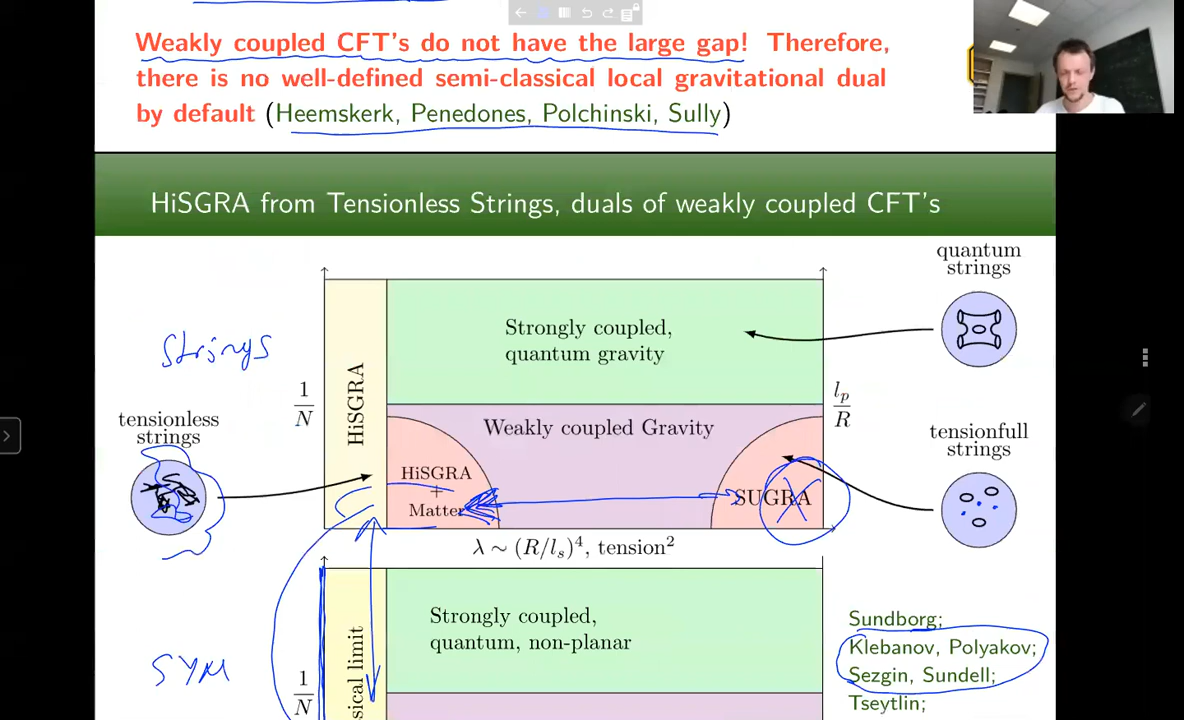 Weakly coupled CFT's do not have the large gap! Therefore,
there is no well-defined semi-classical local gravitational dual
by default (Heemskerk, Penedones, Polchinski, Sully)
HiSGRA from Tensionless Strings, duals of weakly coupled CFT's
quantum
strings
Strongly coupled,
quantum gravity
Strings
1
N
HiSGRA
l_p
R
tensionless
strings
Weakly coupled Gravity
tensionfull
strings
HiSGRA
+
Matter
SUGRA
λ ∼ (R/l_s)^4, tension^2
Strongly coupled,
quantum, non-planar
SYM
1
N
sical limit
Sundborg;
Klebanov, Polyakov;
Sezgin, Sundell;
Tseytlin;